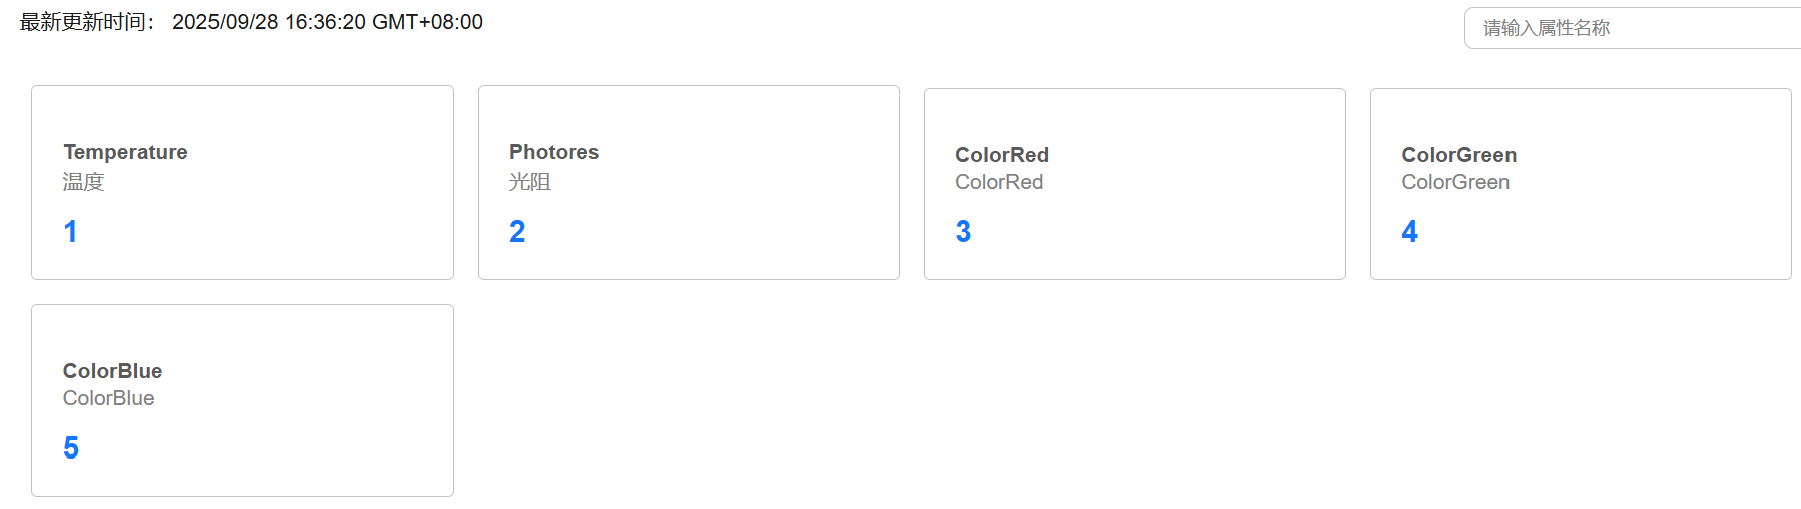 最新更新时间： 2025/09/28 16:36:20 GMT+08:00
请输入属性名称
Temperature
温度
1
Photores
光阻
2
ColorRed
ColorRed
3
ColorGreen
ColorGreen
4
ColorBlue
ColorBlue
5